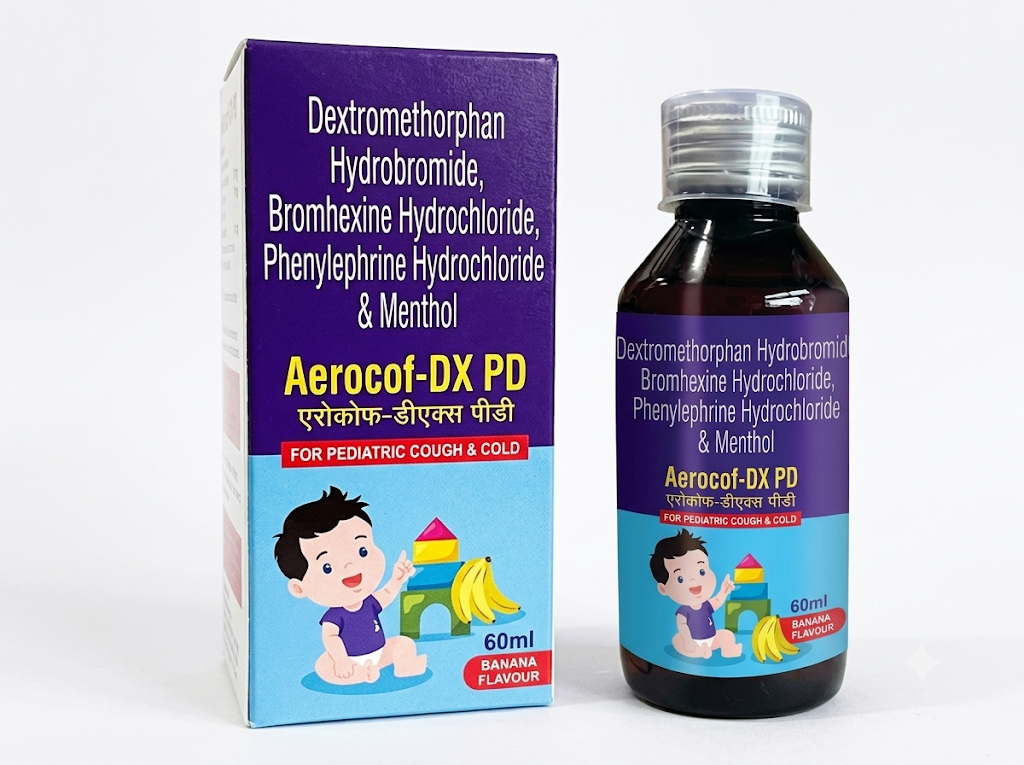 Dextromethorphan
Hydrobromide,
Bromhexine Hydrochloride,
Phenylephrine Hydrochloride
& Menthol
Aerocof-DX PD
एरोकोफ-डीएक्स पीडी
FOR PEDIATRIC COUGH & COLD
60ml
BANANA
FLAVOUR
Dextromethorphan Hydrobromid
Bromhexine Hydrochloride,
Phenylephrine Hydrochloride
& Menthol
Aerocof-DX PD
एरोकोफ-डीएक्स पीडी
FOR PEDIATRIC COUGH & COLD
60ml
BANANA
FLAVOUR